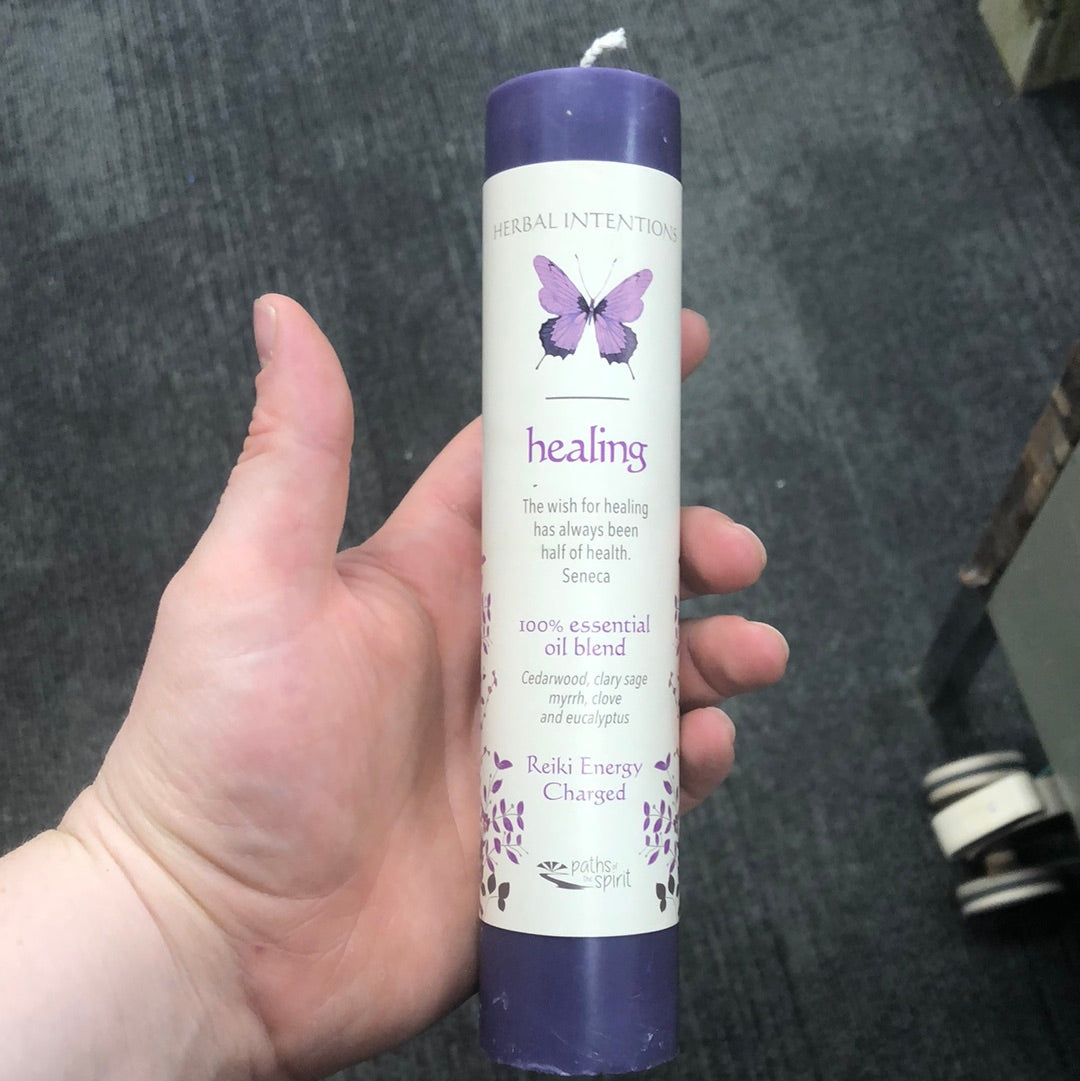 HERBAL INTENTIONS
healing
The wish for healing
has always been
half of health.
Seneca
100% essential
oil blend
Cedarwood, clary sage
myrrh, clove
and eucalyptus
Reiki Energy
Charged
paths of
the spirit